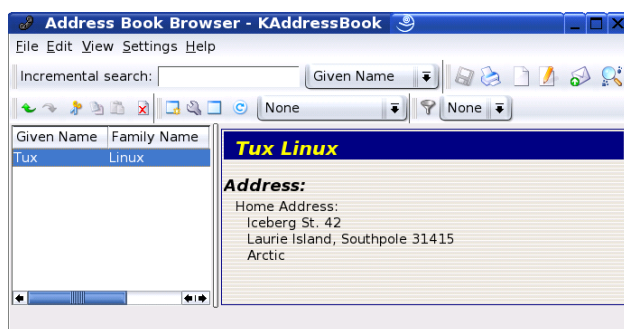 Address Book Browser - KAddressBook
File Edit View Settings Help
Incremental search: Given Name
None None
Given Name Family Name
Tux Linux
Tux Linux
Address:
Home Address:
Iceberg St. 42
Laurie Island, Southpole 31415
Arctic